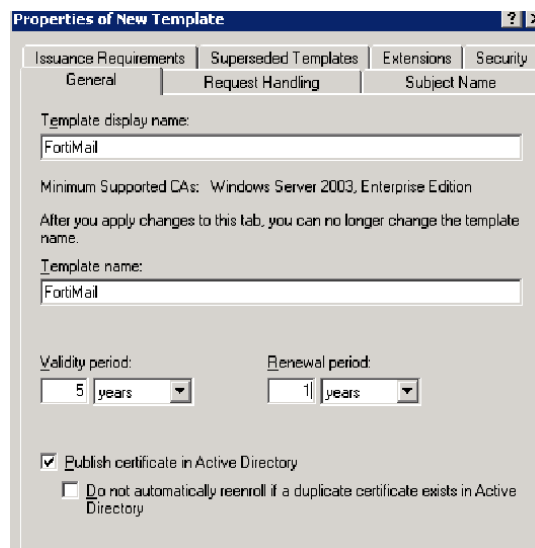 Properties of New Template
Issuance Requirements Superseded Templates Extensions Security
General Request Handling Subject Name
Template display name:
FortiMail
Minimum Supported CAs: Windows Server 2003, Enterprise Edition
After you apply changes to this tab, you can no longer change the template
name.
Template name:
FortiMail
Validity period: Renewal period:
5 years 1 years
Publish certificate in Active Directory
Do not automatically reenroll if a duplicate certificate exists in Active
Directory